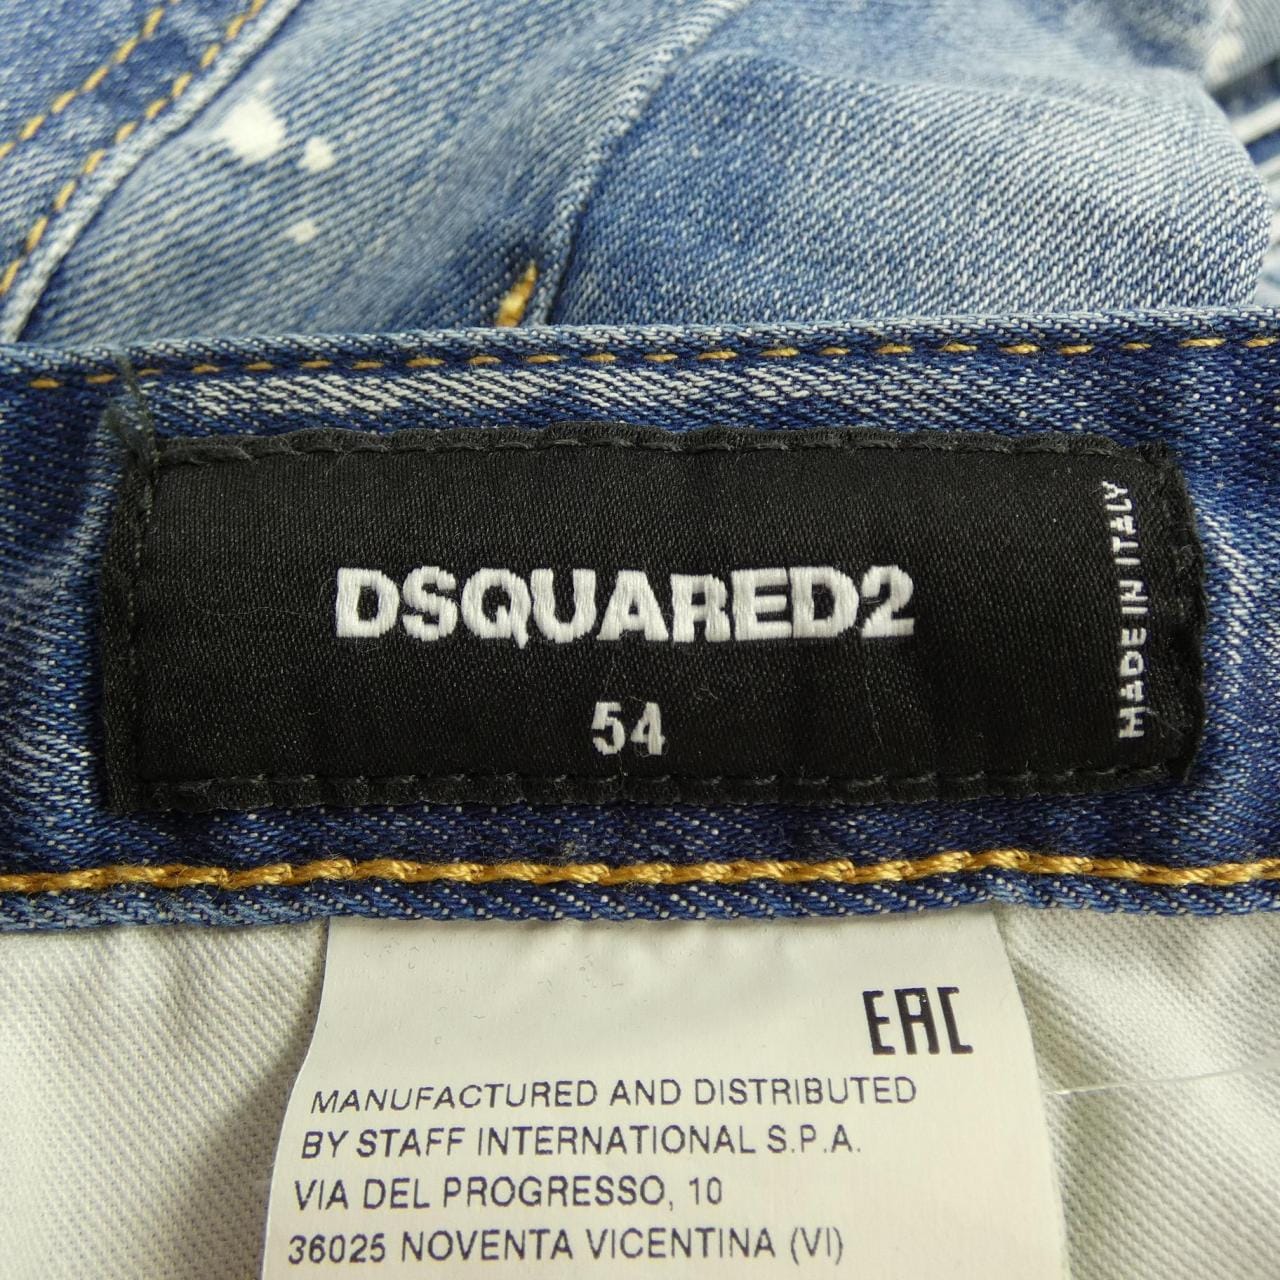 DSQUARED2
54
MADE IN ITALY
EAC
MANUFACTURED AND DISTRIBUTED
BY STAFF INTERNATIONAL S.P.A.
VIA DEL PROGRESSO, 10
36025 NOVENTA VICENTINA (VI)